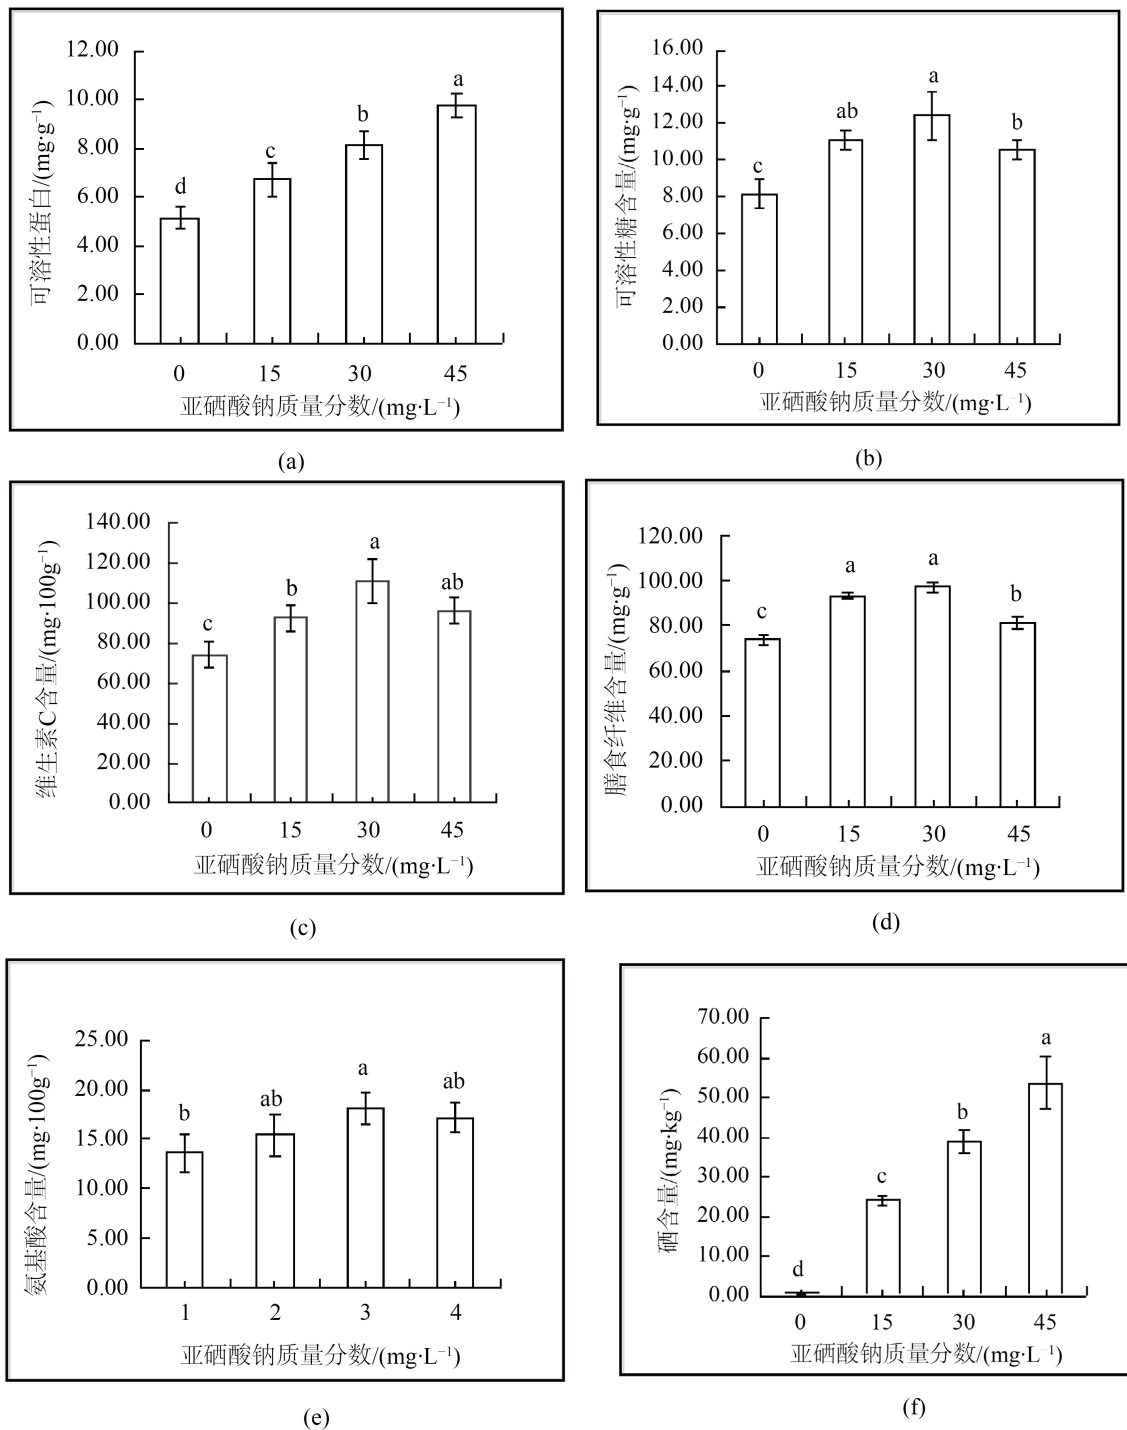 12.00
10.00
8.00
6.00
4.00
2.00
0.00
可溶性蛋白/(mg·g⁻¹)
d
c
b
a
0 15 30 45
亚硒酸钠质量分数/(mg·L⁻¹)
(a)
16.00
14.00
12.00
10.00
8.00
6.00
4.00
2.00
0.00
可溶性糖含量/(mg·g⁻¹)
c
ab
a
b
0 15 30 45
亚硒酸钠质量分数/(mg·L⁻¹)
(b)
140.00
120.00
100.00
80.00
60.00
40.00
20.00
0.00
维生素C含量/(mg·100g⁻¹)
c
b
a
ab
0 15 30 45
亚硒酸钠质量分数/(mg·L⁻¹)
(c)
120.00
100.00
80.00
60.00
40.00
20.00
0.00
膳食纤维含量/(mg·g⁻¹)
c
a
a
b
0 15 30 45
亚硒酸钠质量分数/(mg·L⁻¹)
(d)
25.00
20.00
15.00
10.00
5.00
0.00
氨基酸含量/(mg·100g⁻¹)
b
ab
a
ab
1 2 3 4
亚硒酸钠质量分数/(mg·L⁻¹)
(e)
70.00
60.00
50.00
40.00
30.00
20.00
10.00
0.00
硒含量/(mg·kg⁻¹)
d
c
b
a
0 15 30 45
亚硒酸钠质量分数/(mg·L⁻¹)
(f)